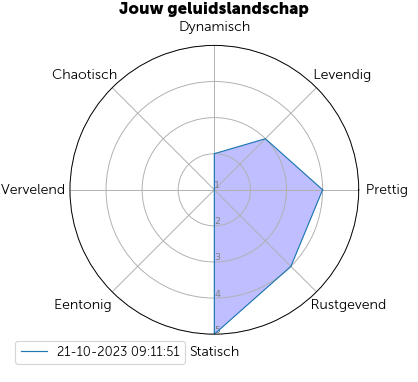 Jouw geluidslandschap
Dynamisch
Chaotisch
Levendig
Vervelend
Prettig
1
2
3
4
5
Eentonig
Rustgevend
21-10-2023 09:11:51
Statisch